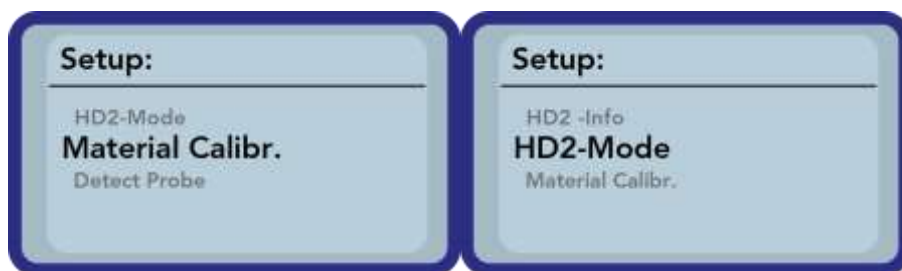 Setup:
HD2-Mode
Material Calibr.
Detect Probe
Setup:
HD2 -Info
HD2-Mode
Material Calibr.